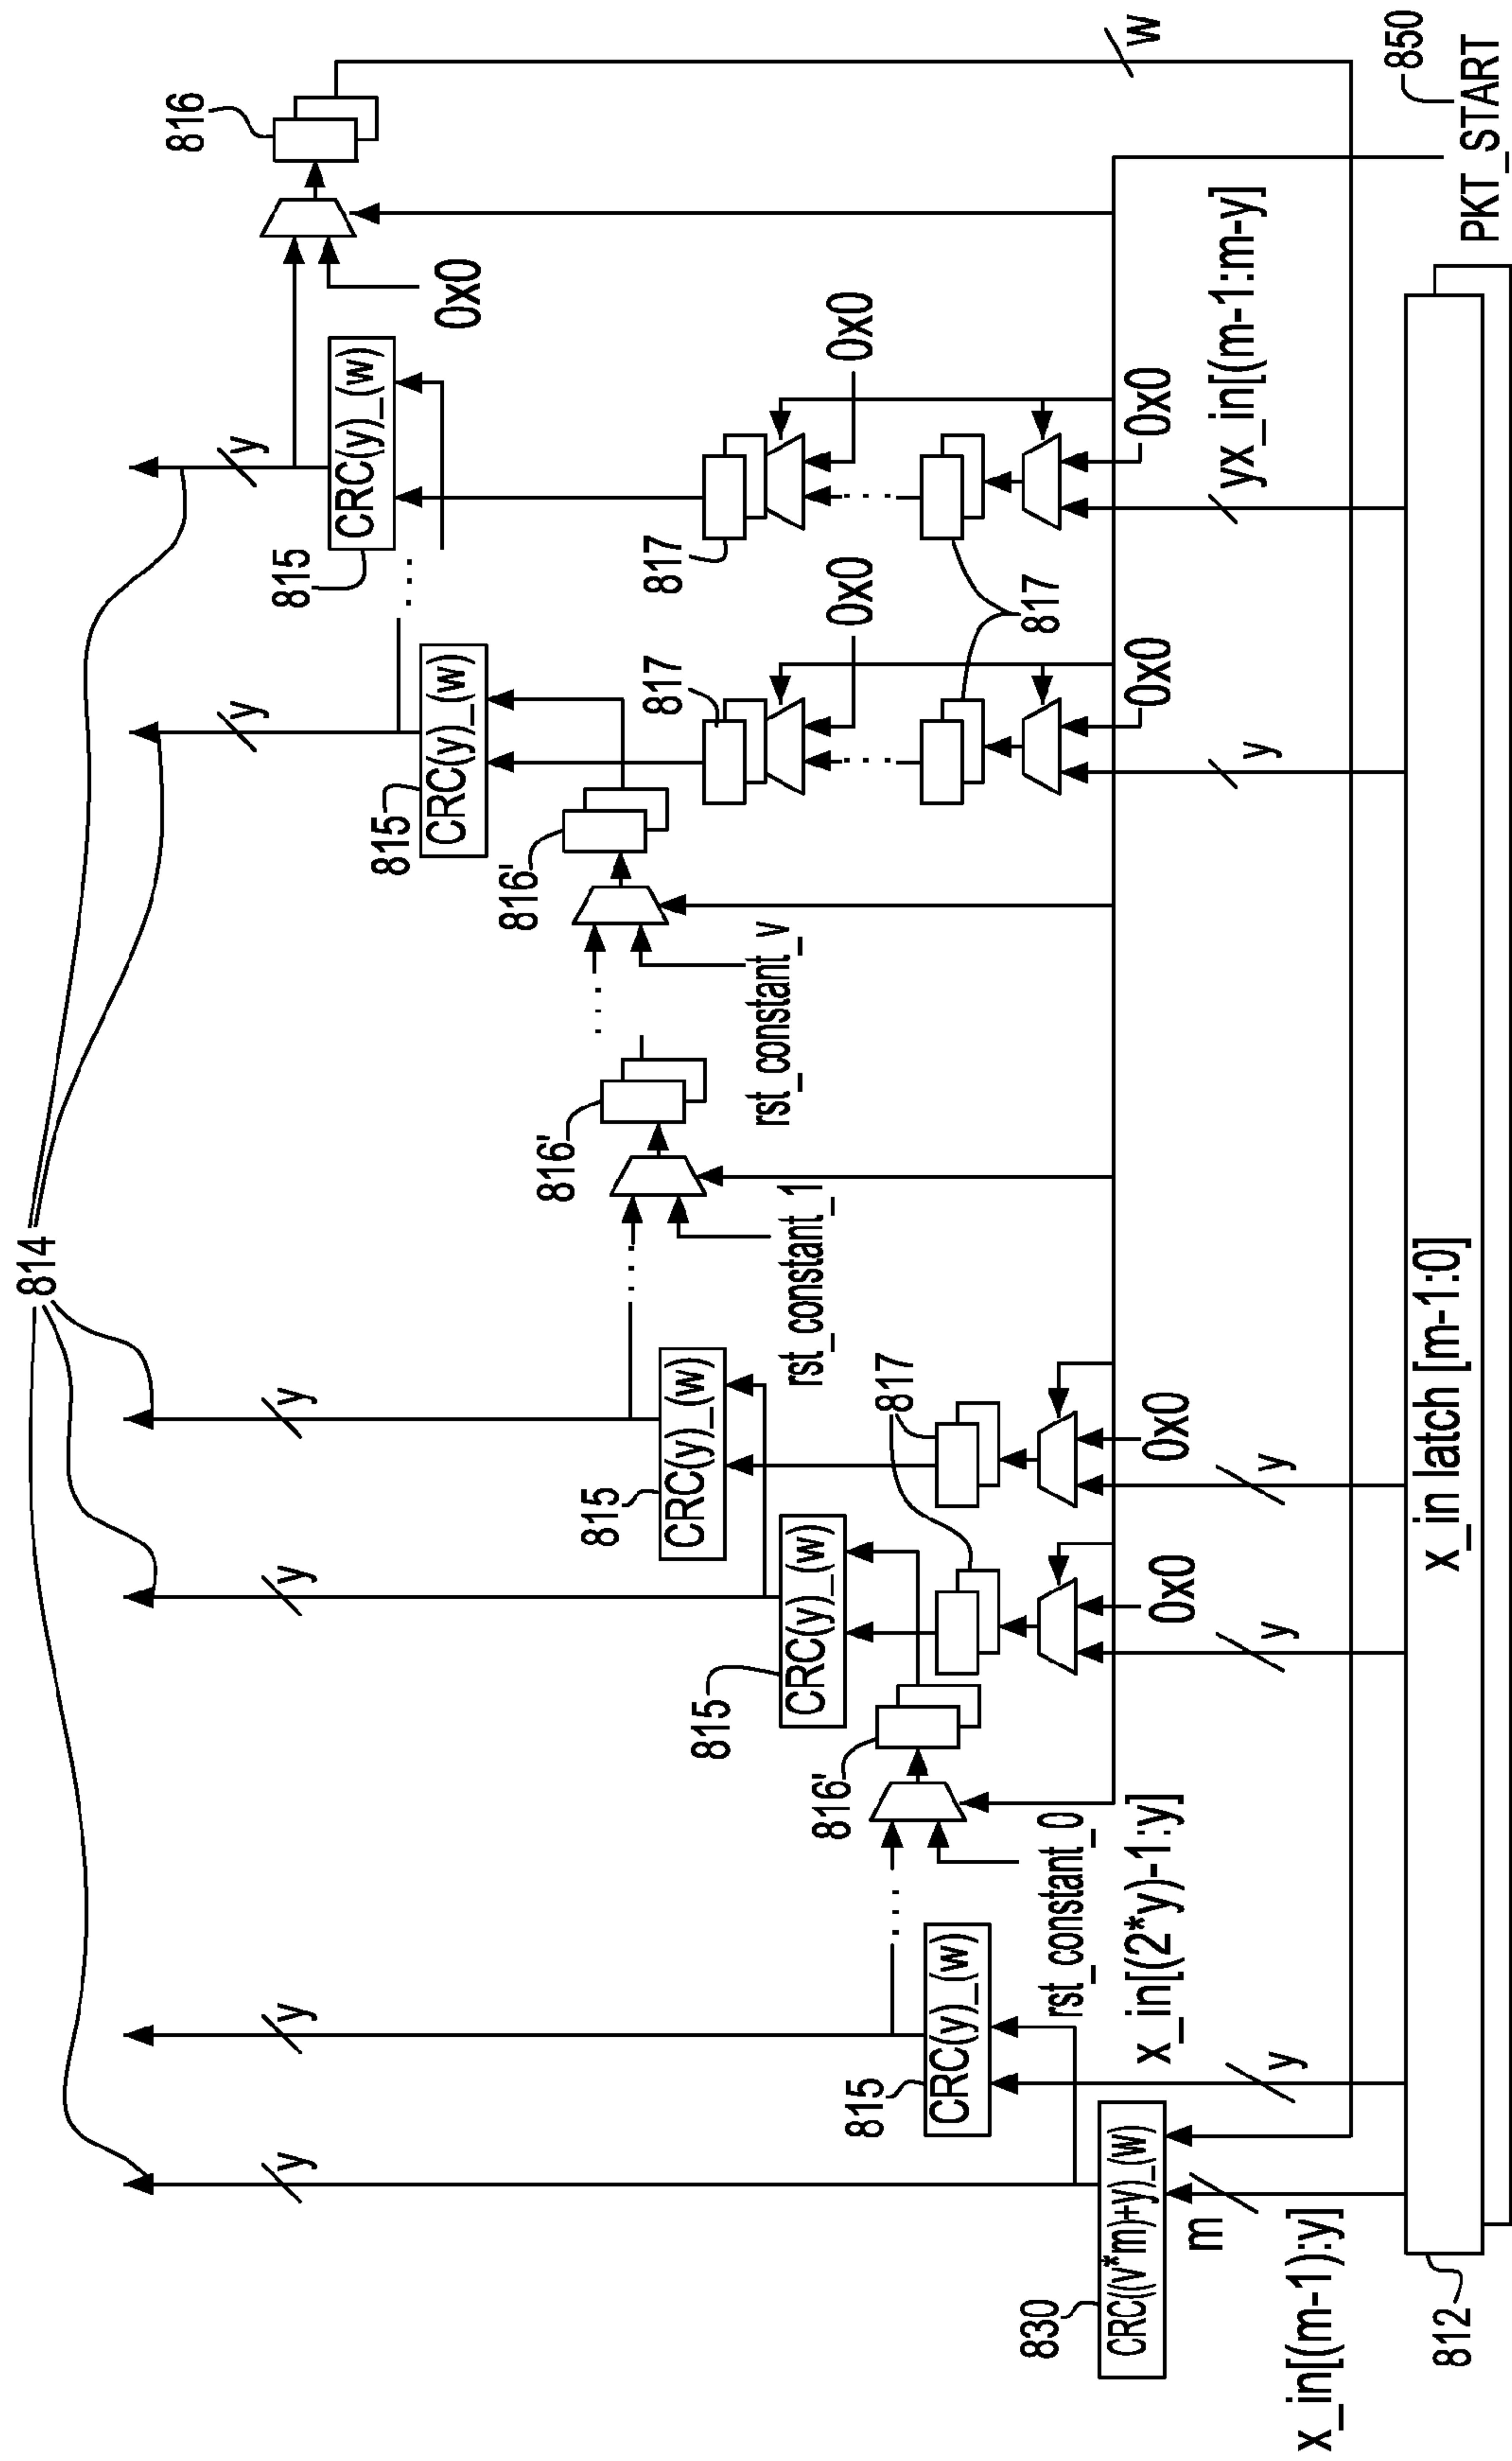 814
y
y
y
y
y
y
816
0x0
CRC(y)_(w)
815
...
CRC(y)_(w)
815
817
0x0
817
0x0
817
816'
...
rst_constant_v
816'
...
rst_constant_1
CRC(y)_(w)
815
CRC(y)_(w)
815
817
816'
...
rst_constant_0
CRC(y)_(w)
815
CRC((v*m)+y)_(w)
830
0x0
0x0
0x0
0x0
x_in[(2*y)-1:y]
yx_in[(m-1:m-y]
y
y
y
y
m
x_in[(m-1):y]
w
850
PKT_START
x_in latch [m-1:0]
812